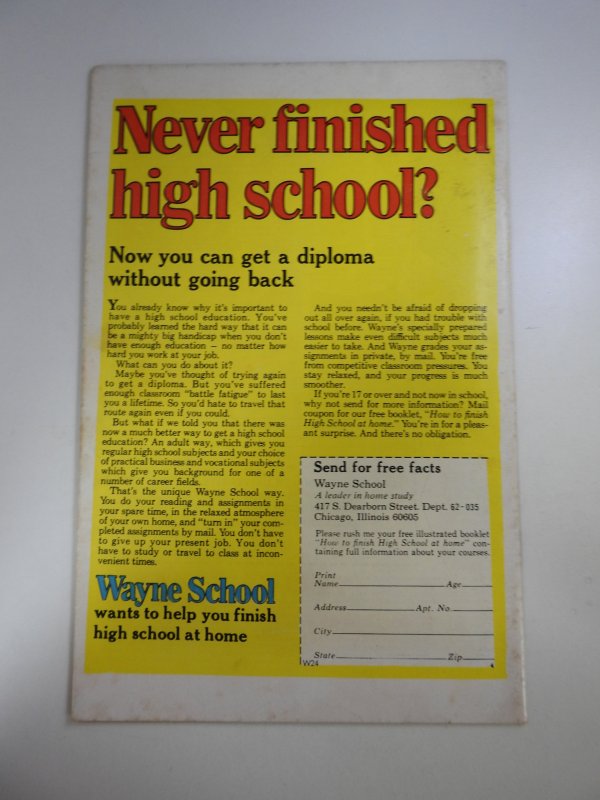 Never finished
high school?
Now you can get a diploma
without going back
You already know why it's important to
have a high school education. You've
probably learned the hard way that it can
be a mighty big handicap when you don't
have enough education – no matter how
hard you work at your job.
What can you do about it?
Maybe you've thought of trying again
to get a diploma. But you've suffered
enough classroom "battle fatigue" to last
you a lifetime. So you'd hate to travel that
route again even if you could.
But what if we told you that there was
now a much better way to get a high school
education? An adult way, which gives you
regular high school subjects and your choice
of practical business and vocational subjects
which give you background for one of a
number of career fields.
That's the unique Wayne School way.
You do your reading and assignments in
your spare time, in the relaxed atmosphere
of your own home, and "turn in" your com-
pleted assignments by mail. You don't have
to give up your present job. You don't
have to study or travel to class at incon-
venient times.
Wayne School
wants to help you finish
high school at home
And you needn't be afraid of dropping
out all over again, if you had trouble with
school before. Wayne's specially prepared
lessons make even difficult subjects much
easier to take. And Wayne grades your as-
signments in private, by mail. You're free
from competitive classroom pressures. You
stay relaxed, and your progress is much
smoother.
If you're 17 or over and not now in school,
why not send for more information? Mail
coupon for our free booklet, "How to finish
High School at home." You're in for a pleas-
ant surprise. And there's no obligation.
Send for free facts
Wayne School
A leader in home study
417 S. Dearborn Street. Dept. 62-035
Chicago, Illinois 60605
Please rush me your free illustrated booklet
"How to finish High School at home" con-
taining full information about your courses.
Print
Name Age
Address Apt. No.
City
State Zip
W24